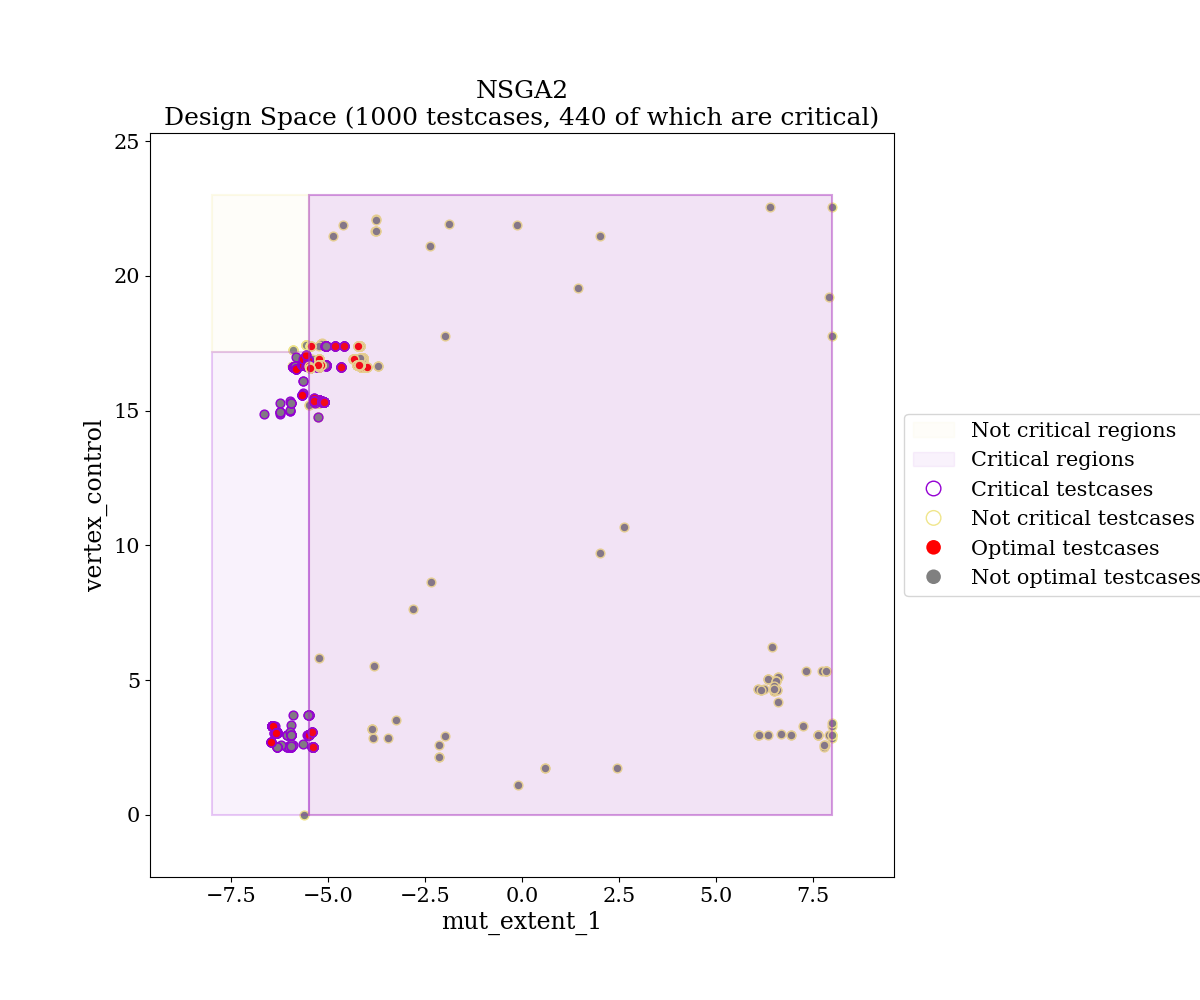 NSGA2
Design Space (1000 testcases, 440 of which are critical)
25
20
15
10
5
0
vertex_control
−7.5
−5.0
−2.5
0.0
2.5
5.0
7.5
mut_extent_1
Not critical regions
Critical regions
Critical testcases
Not critical testcases
Optimal testcases
Not optimal testcases